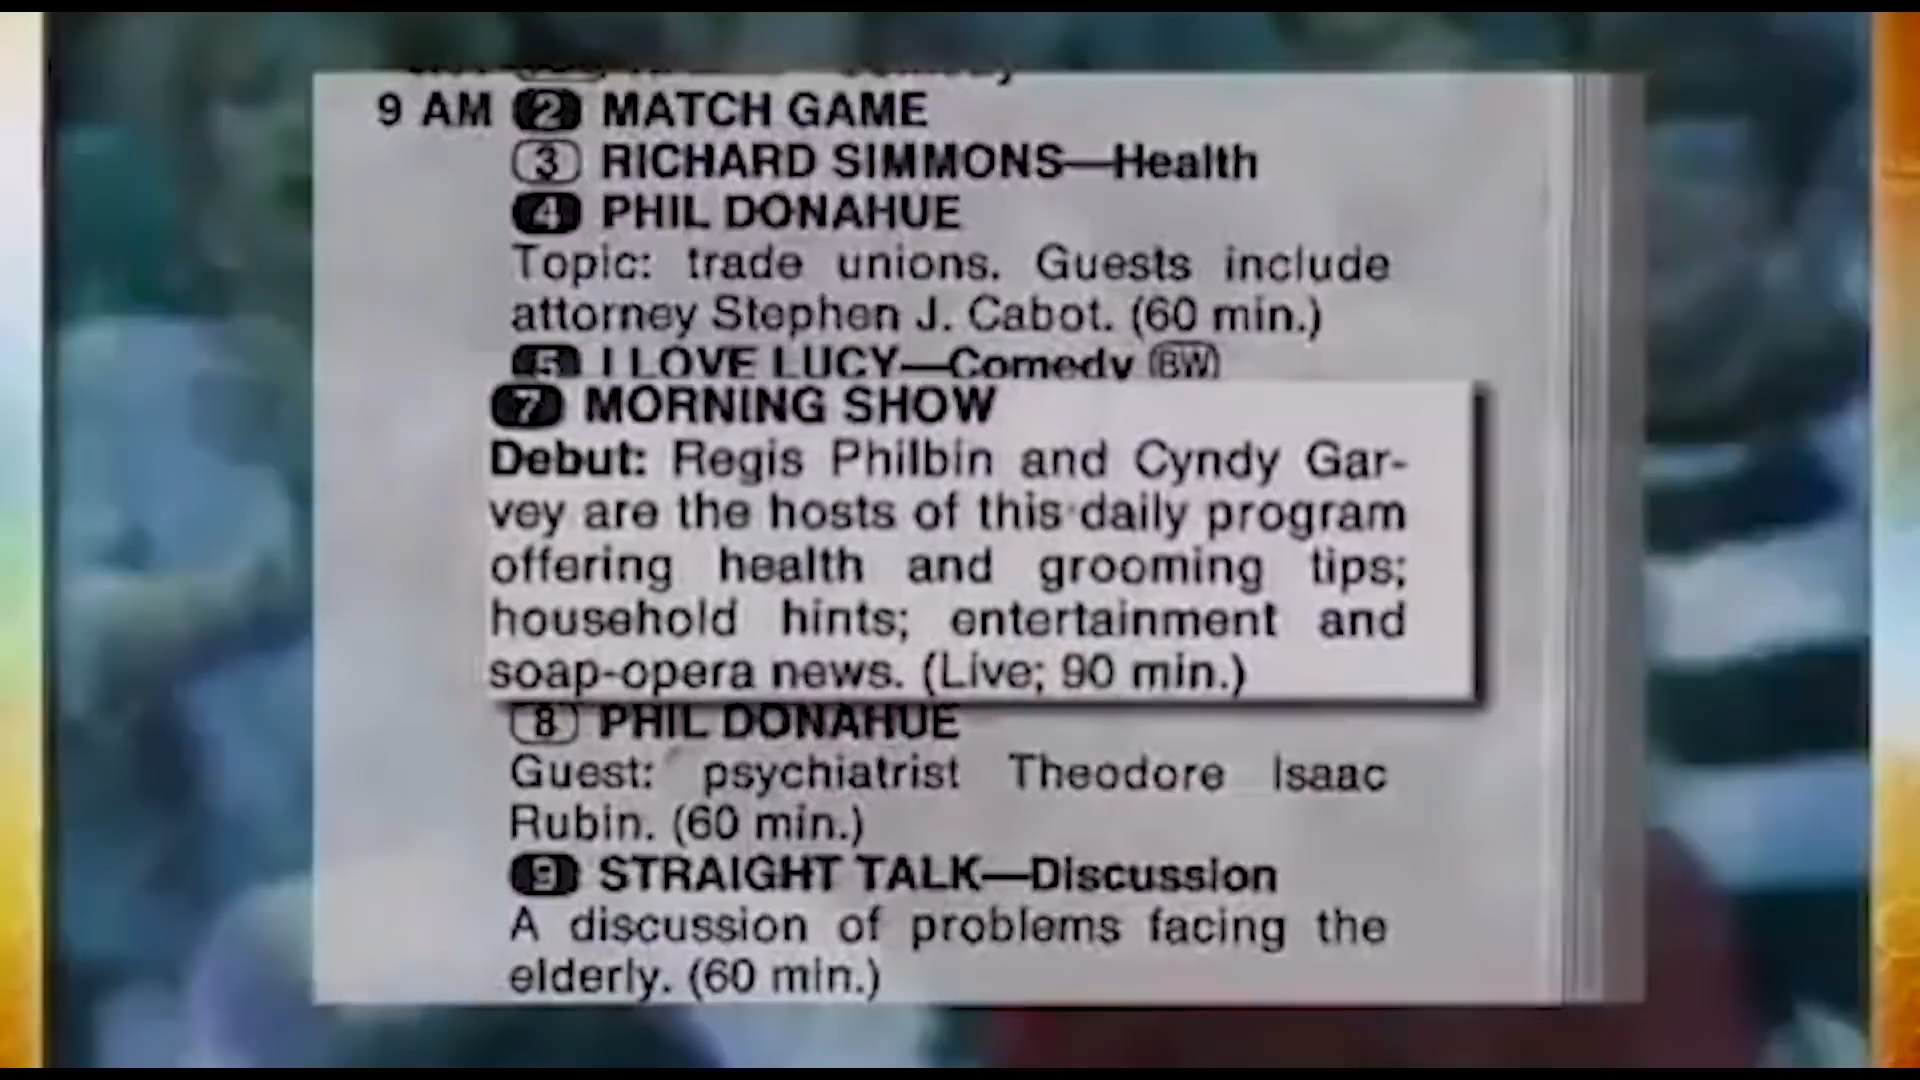 9 AM 2 MATCH GAME
3 RICHARD SIMMONS—Health
4 PHIL DONAHUE
Topic: trade unions. Guests include
attorney Stephen J. Cabot. (60 min.)
5 I LOVE LUCY—Comedy BW
7 MORNING SHOW
Debut: Regis Philbin and Cyndy Gar-
vey are the hosts of this daily program
offering health and grooming tips;
household hints; entertainment and
soap-opera news. (Live; 90 min.)
8 PHIL DONAHUE
Guest: psychiatrist Theodore Isaac
Rubin. (60 min.)
9 STRAIGHT TALK—Discussion
A discussion of problems facing the
elderly. (60 min.)